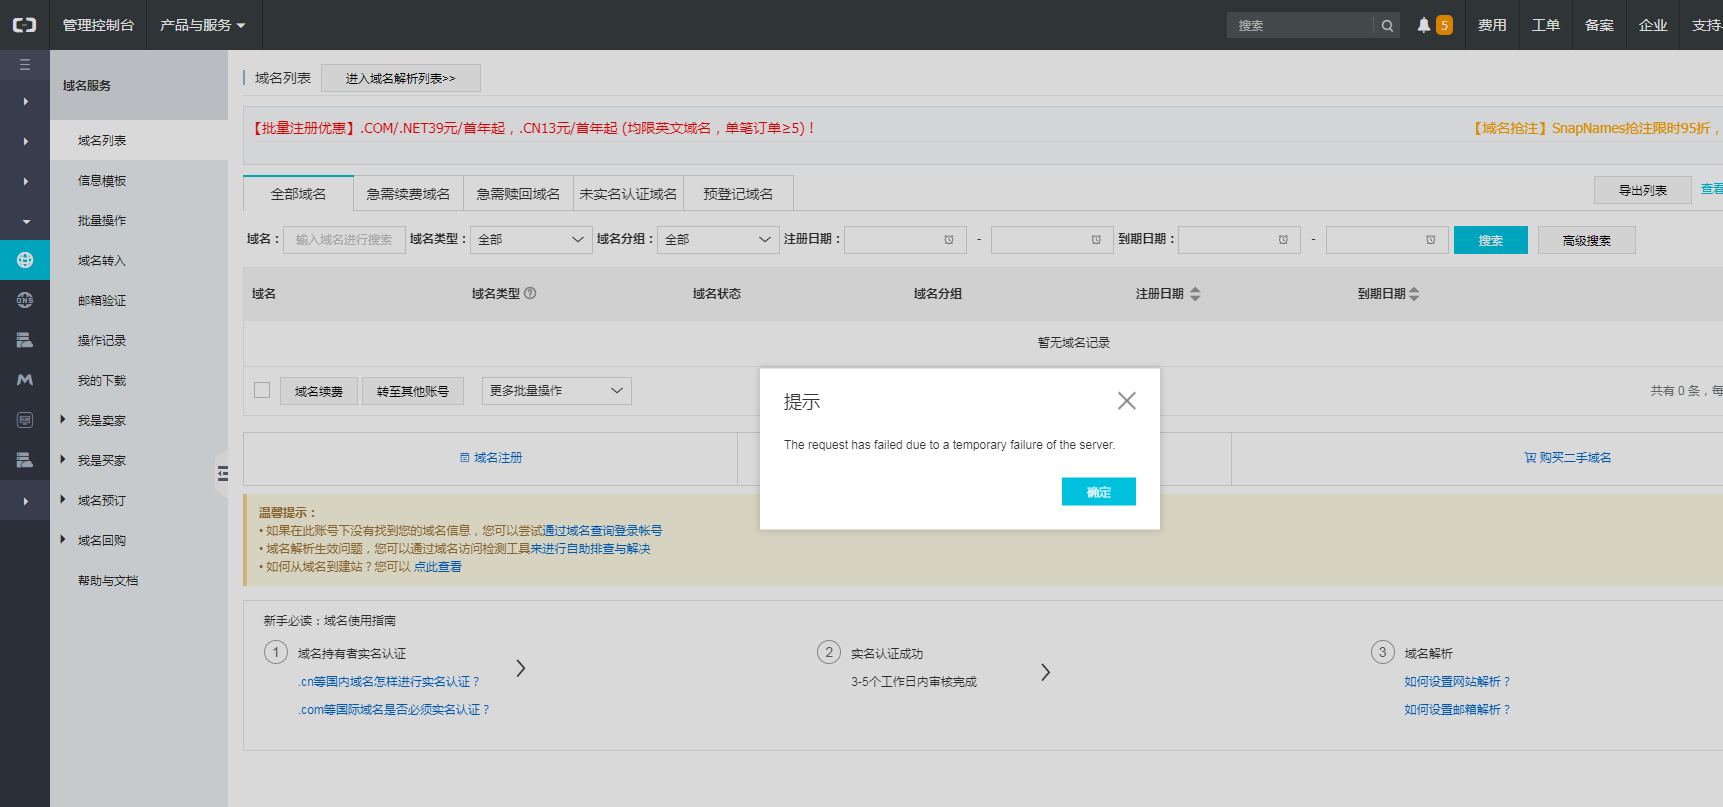 管理控制台
产品与服务
搜索
5
费用
工单
备案
企业
支持
域名服务
域名列表
信息模板
批量操作
域名转入
邮箱验证
操作记录
我的下载
我是卖家
我是买家
域名预订
域名回购
帮助与文档
DNS
域名列表
进入域名解析列表>>
【批量注册优惠】.COM/.NET39元/首年起，.CN13元/首年起 (均限英文域名，单笔订单≥5)！
【域名抢注】SnapNames抢注限时95折，
全部域名
急需续费域名
急需赎回域名
未实名认证域名
预登记域名
导出列表
查看
域名：
输入域名进行搜索
域名类型：
全部
域名分组：
全部
注册日期：
-
到期日期：
-
搜索
高级搜索
域名
域名类型
域名状态
域名分组
注册日期
到期日期
暂无域名记录
域名续费
转至其他账号
更多批量操作
共有 0 条，每
提示
The request has failed due to a temporary failure of the server.
确定
域名注册
购买二手域名
温馨提示：
• 如果在此账号下没有找到您的域名信息，您可以尝试通过域名查询登录帐号
• 域名解析生效问题，您可以通过域名访问检测工具来进行自助排查与解决
• 如何从域名到建站？您可以 点此查看
新手必读：域名使用指南
1
域名持有者实名认证
.cn等国内域名怎样进行实名认证？
.com等国际域名是否必须实名认证？
2
实名认证成功
3-5个工作日内审核完成
3
域名解析
如何设置网站解析？
如何设置邮箱解析？